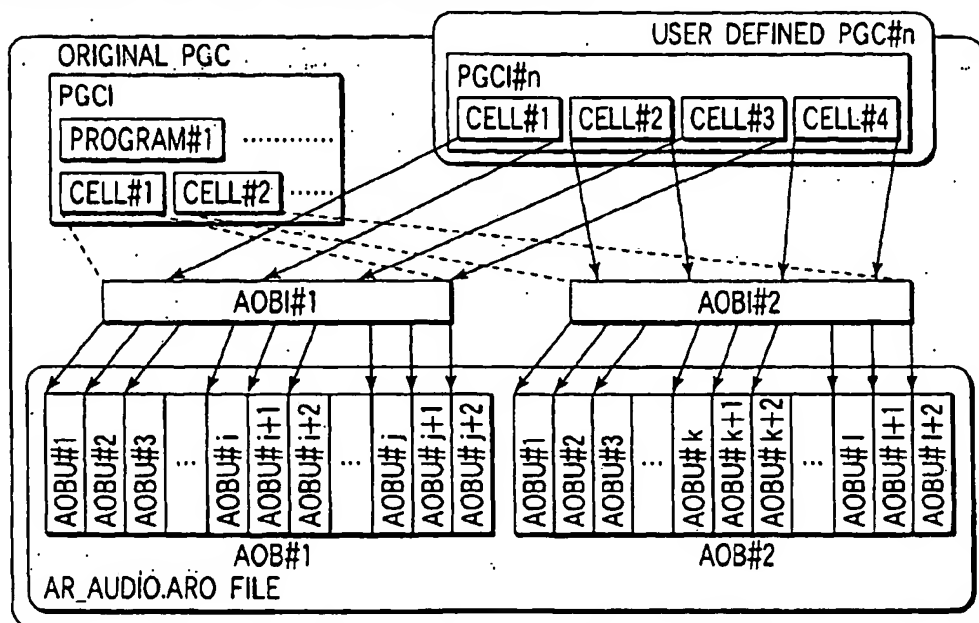 USER DEFINED PGC#n
ORIGINAL PGC
PGCI#n
PGCI
CELL#1 CELL#2 CELL#3 CELL#4
PROGRAM#1 ............
CELL#1 CELL#2 ......
AOBI#1 AOBI#2
AOBU#1 AOBU#2 AOBU#3 ... AOBU#i AOBU#i+1 AOBU#i+2 ... AOBU#j AOBU#j+1 AOBU#j+2
AOBU#1 AOBU#2 AOBU#3 ... AOBU#k AOBU#k+1 AOBU#k+2 ... AOBU#l AOBU#l+1 AOBU#l+2
AOB#1 AOB#2
AR_AUDIO.ARO FILE